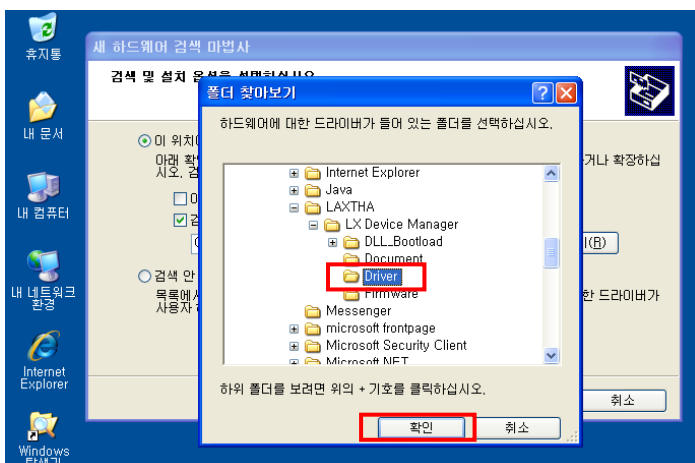 휴지통
내 문서
내 컴퓨터
내 네트워크
환경
Internet
Explorer
Windows
탐색기
새 하드웨어 검색 마법사
검색 및 설치 옵션을 선택하십시오
이 위치
아래 확
시오. 검
거나 확장하십
(B)
검색 안
목록에서
사용자
한 드라이버가
취소
폴더 찾아보기
하드웨어에 대한 드라이버가 들어 있는 폴더를 선택하십시오.
Internet Explorer
Java
LAXTHA
LX Device Manager
DLL_Bootload
Document
Driver
Firmware
Messenger
microsoft frontpage
Microsoft Security Client
Microsoft NET
하위 폴더를 보려면 위의 + 기호를 클릭하십시오.
확인
취소